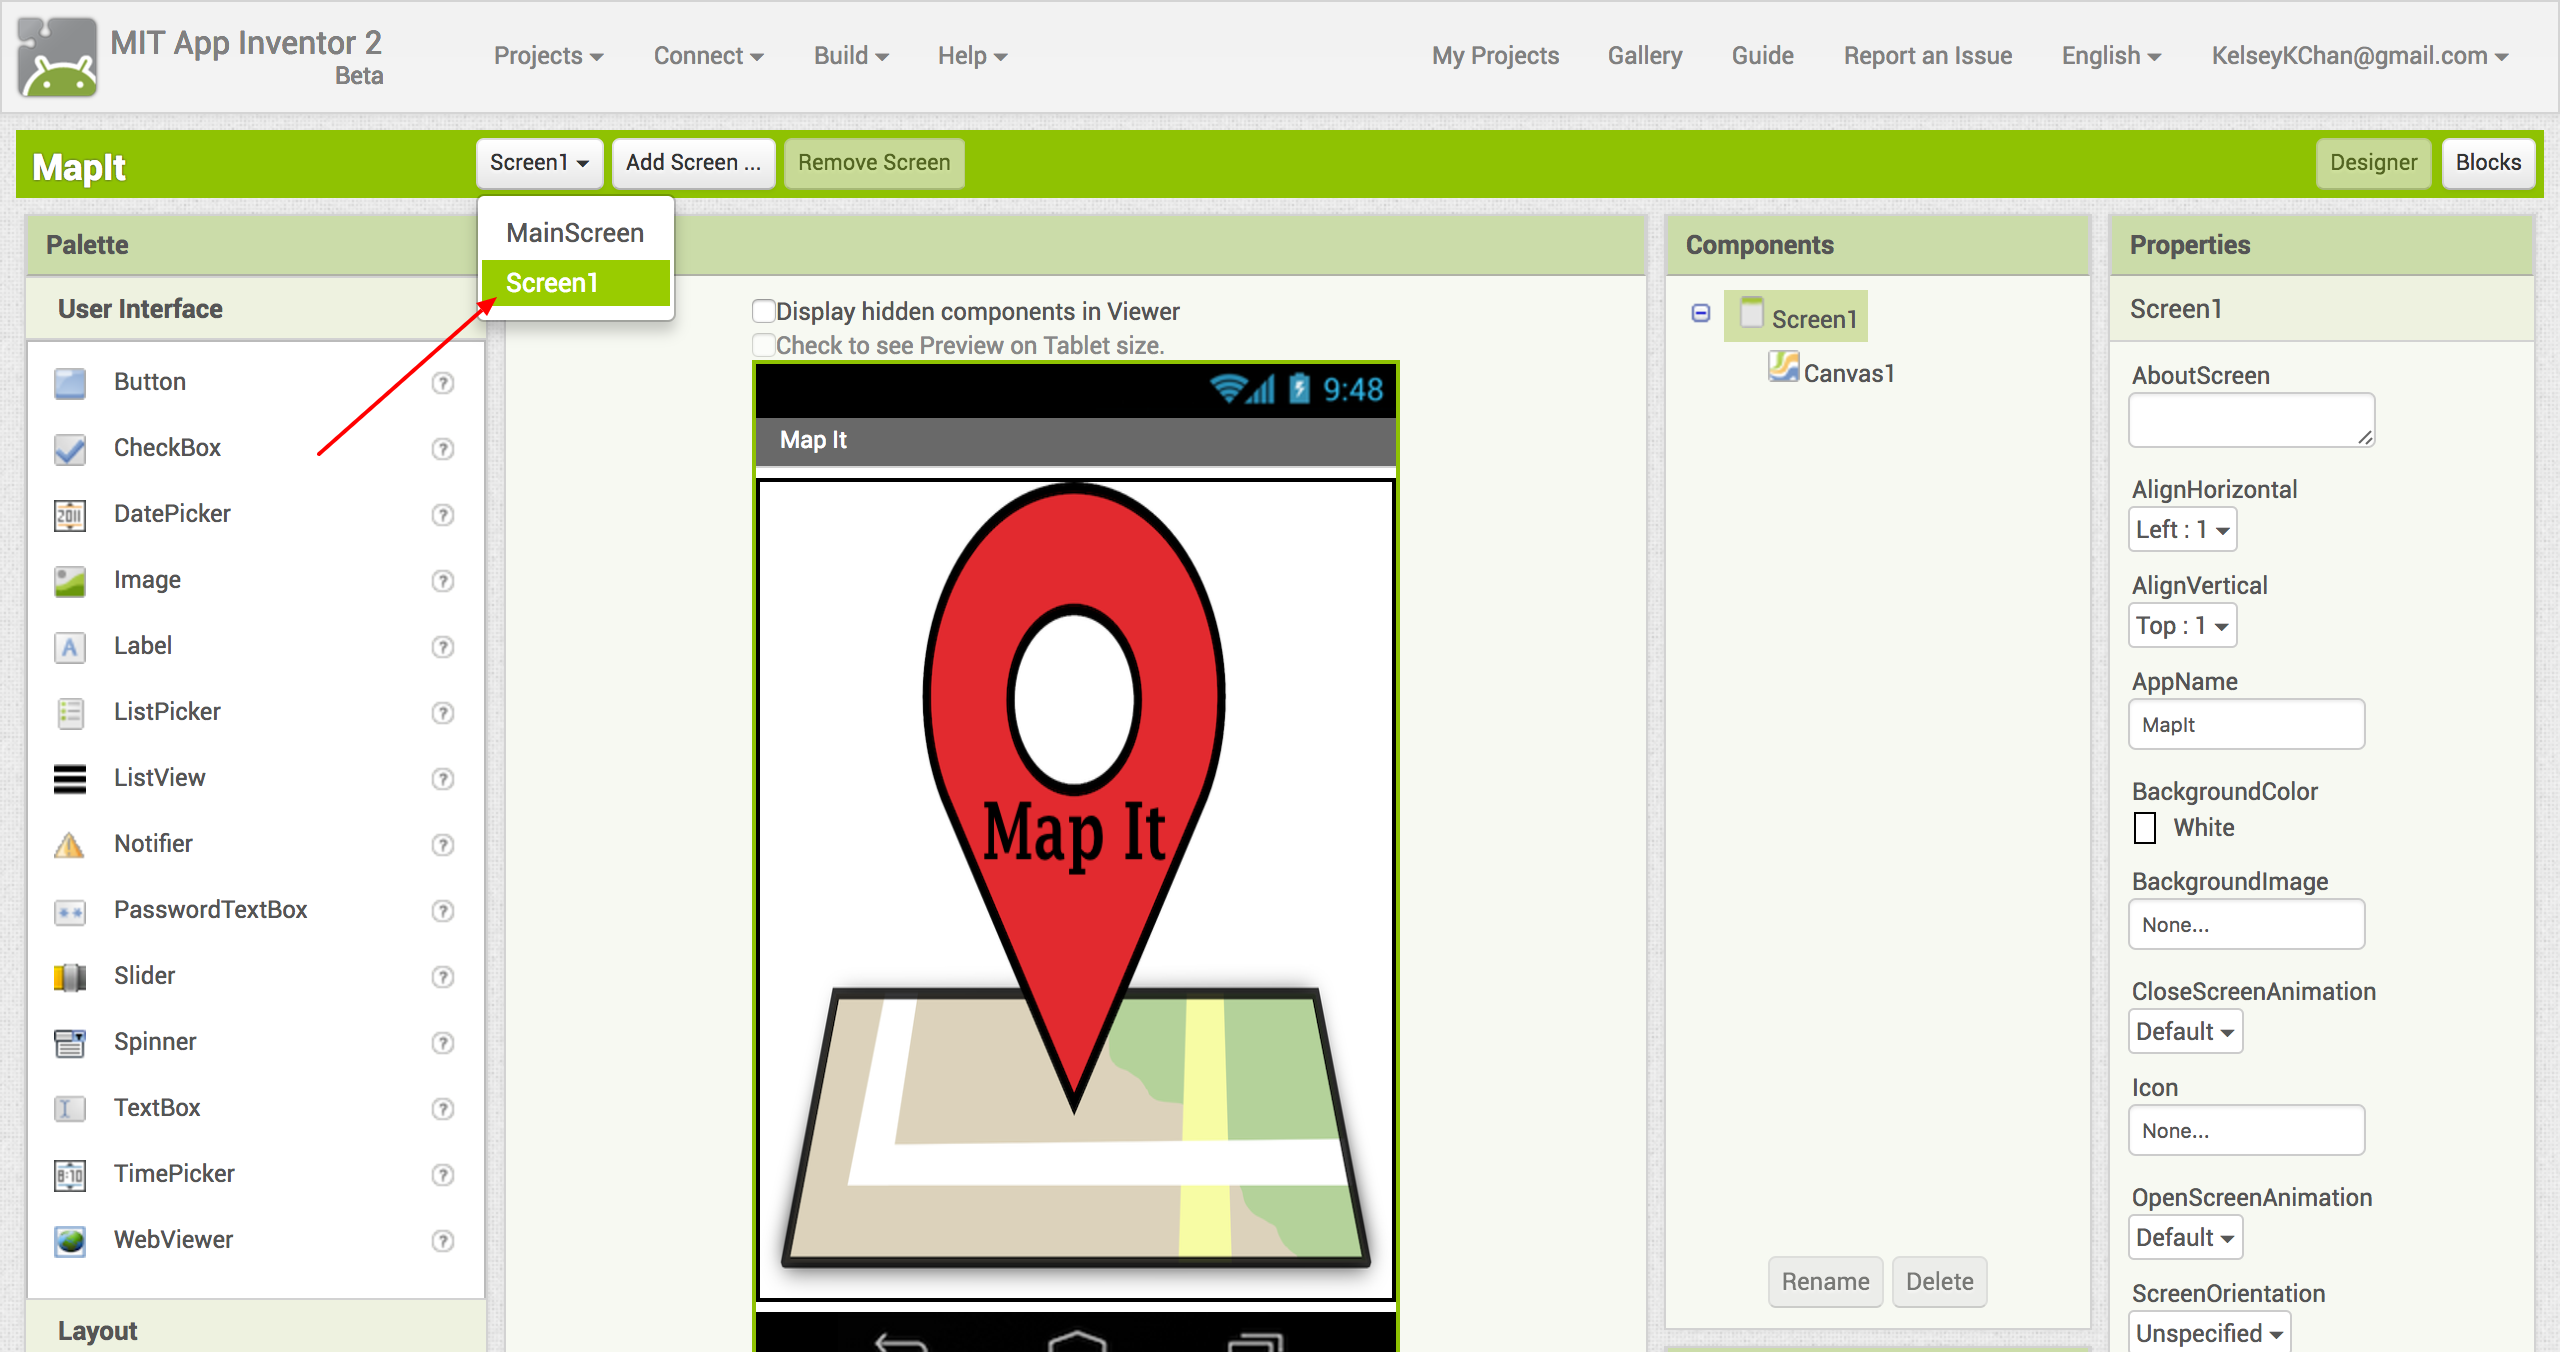 MIT App Inventor 2
Beta
Projects Connect Build Help My Projects Gallery Guide Report an Issue English KelseyKChan@gmail.com
MapIt Screen1 Add Screen ... Remove Screen Designer Blocks
MainScreen
Screen1
Palette
User Interface
Button
CheckBox
DatePicker
2011
Image
Label
A
ListPicker
ListView
Notifier
PasswordTextBox
Slider
Spinner
TextBox
TimePicker
8:10
WebViewer
Layout
Display hidden components in Viewer
Check to see Preview on Tablet size.
9:48
Map It
Map It
Components
Screen1
Canvas1
Rename Delete
Properties
Screen1
AboutScreen
AlignHorizontal
Left : 1
AlignVertical
Top : 1
AppName
MapIt
BackgroundColor
White
BackgroundImage
None...
CloseScreenAnimation
Default
Icon
None...
OpenScreenAnimation
Default
ScreenOrientation
Unspecified